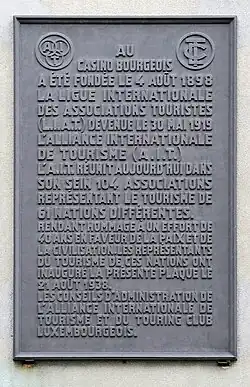 AU
CASINO BOURGEOIS
A ÉTÉ FONDÉE LE 4 AOUT 1898
LA LIGUE INTERNATIONALE
DES ASSOCIATIONS TOURISTES
(L.I.A.T.) DEVENUE LE 30 MAI 1919
L'ALLIANCE INTERNATIONALE
DE TOURISME (A.I.T.)
L'A.I.T. RÉUNIT AUJOURD'HUI DANS
SON SEIN 104 ASSOCIATIONS
REPRÉSENTANT LE TOURISME DE
61 NATIONS DIFFÉRENTES.
RENDANT HOMMAGE A UN EFFORT DE
40 ANS EN FAVEUR DE LA PAIX ET DE
LA CIVILISATION LES REPRÉSENTANTS
DU TOURISME DE CES NATIONS ONT
INAUGURÉ LA PRÉSENTE PLAQUE LE
21 AOUT 1938.
LES CONSEILS D'ADMINISTRATION DE
L'ALLIANCE INTERNATIONALE DE
TOURISME ET DU TOURING CLUB
LUXEMBOURGEOIS.